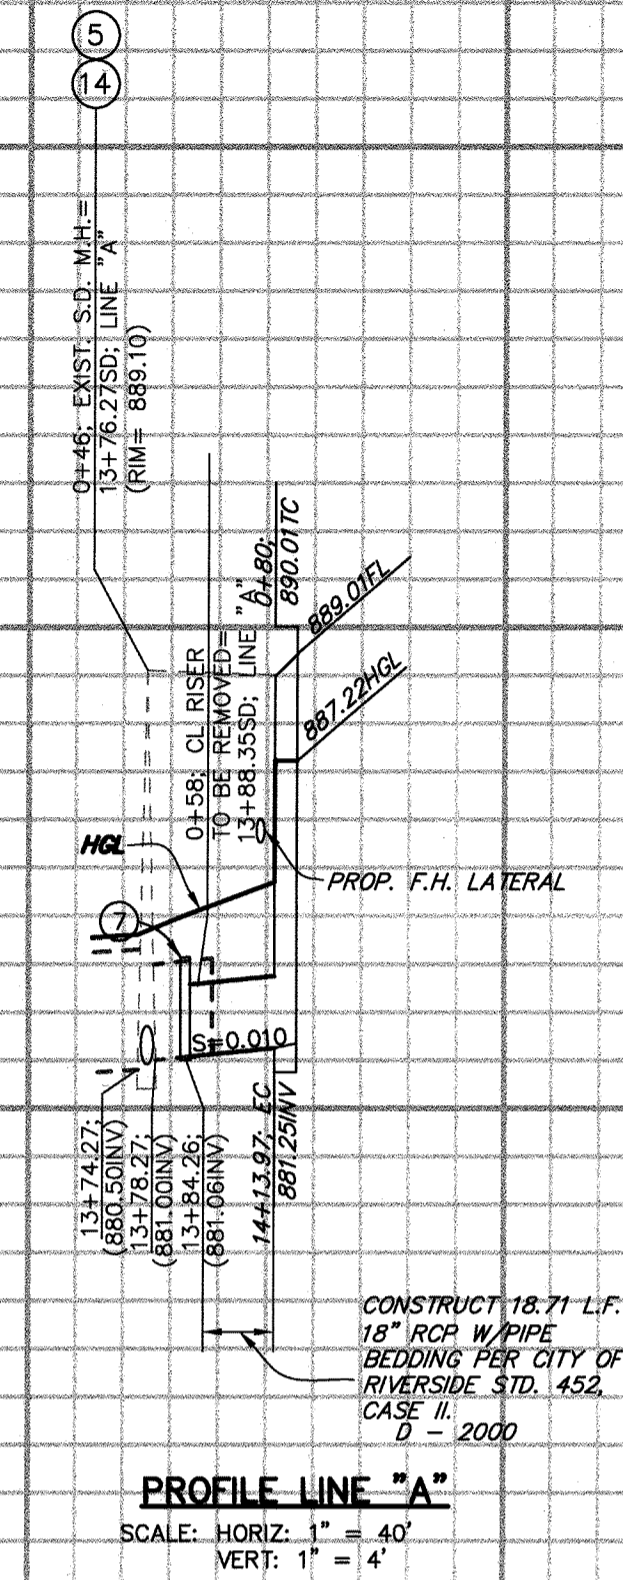 5
14
0+46; EXIST. S.D. M.H.=
13+76.27SD; LINE "A"
(RIM= 889.10)
0+58; CL RISER
TO BE REMOVED=
13+88.35SD; LINE "A"
0+80;
890.01TC
889.01FL
887.22HGL
HGL
PROP. F.H. LATERAL
7
S=0.010
13+74.27;
(880.50INV)
13+78.27;
(881.00INV)
13+84.26;
(881.06INV)
14+13.97; EC
881.25INV
CONSTRUCT 18.71 L.F.
18" RCP W/PIPE
BEDDING PER CITY OF
RIVERSIDE STD. 452,
CASE II.
D - 2000
PROFILE LINE "A"
SCALE: HORIZ: 1" = 40'
VERT: 1" = 4'